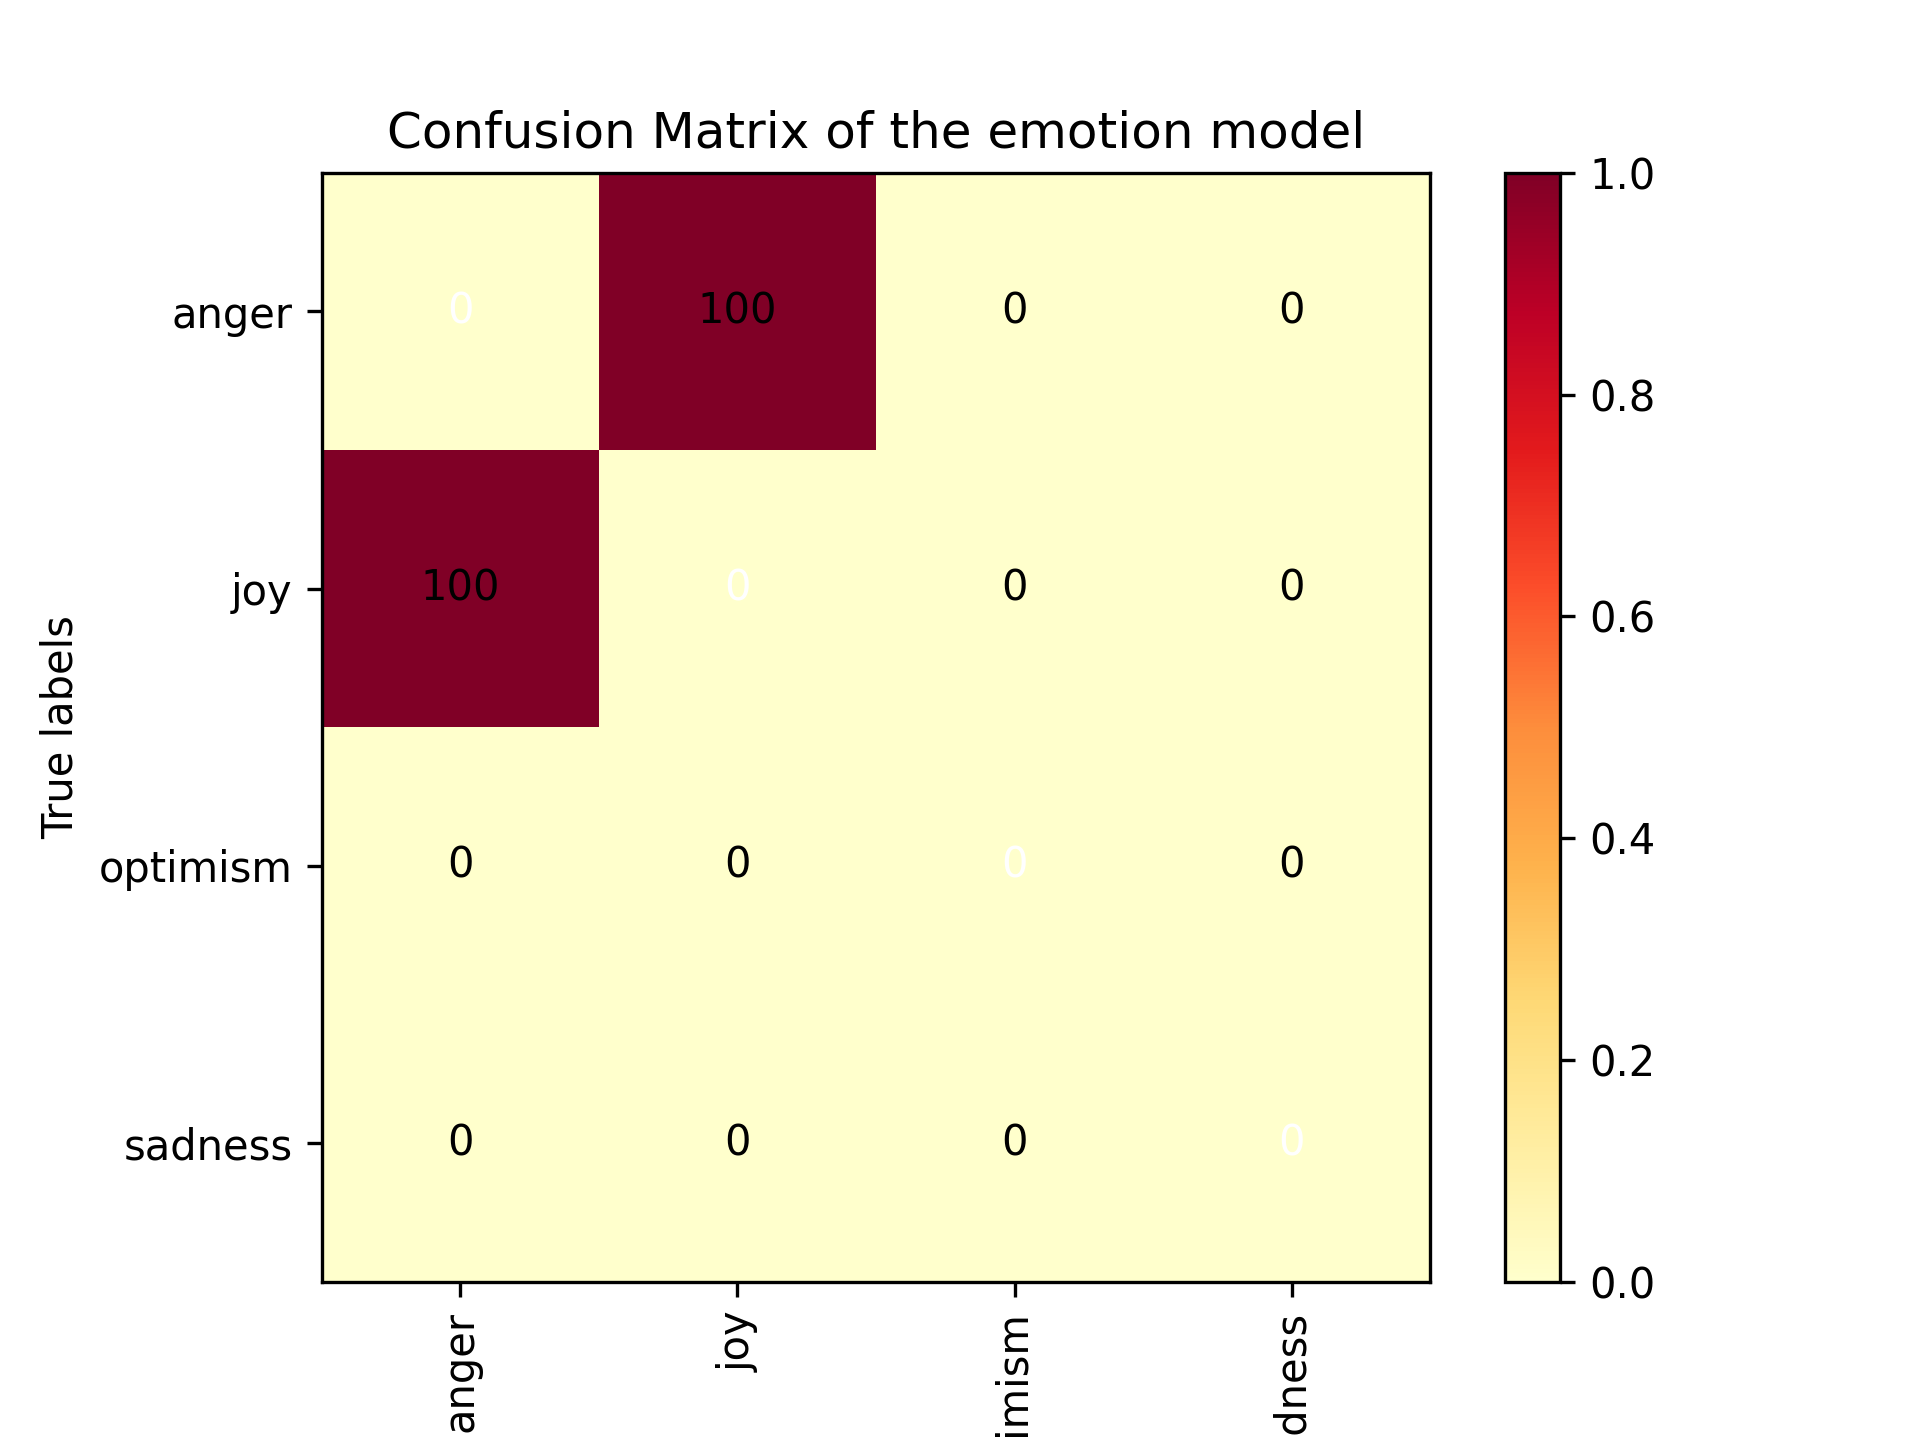 Confusion Matrix of the emotion model
1.0
0.8
0.6
0.4
0.2
0.0
True labels
anger 0 100 0 0
joy 100 0 0 0
optimism 0 0 0 0
sadness 0 0 0 0
anger joy imism dness